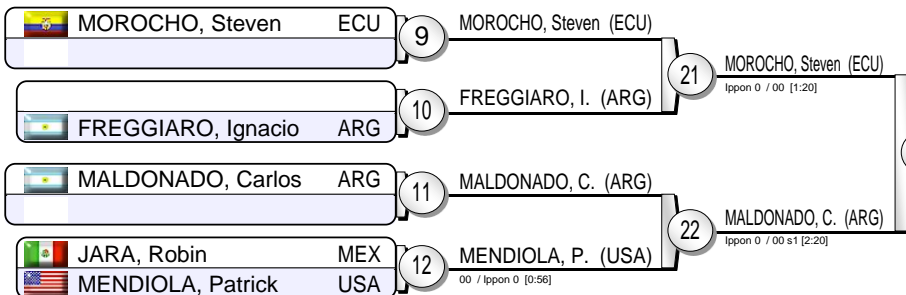 MOROCHO, Steven ECU
9
MOROCHO, Steven (ECU)
21
MOROCHO, Steven (ECU)
Ippon 0 / 00 [1:20]
10
FREGGIARO, I. (ARG)
FREGGIARO, Ignacio ARG
MALDONADO, Carlos ARG
11
MALDONADO, C. (ARG)
22
MALDONADO, C. (ARG)
Ippon 0 / 00 s1 [2:20]
JARA, Robin MEX
12
MENDIOLA, P. (USA)
00 / Ippon 0 [0:56]
MENDIOLA, Patrick USA